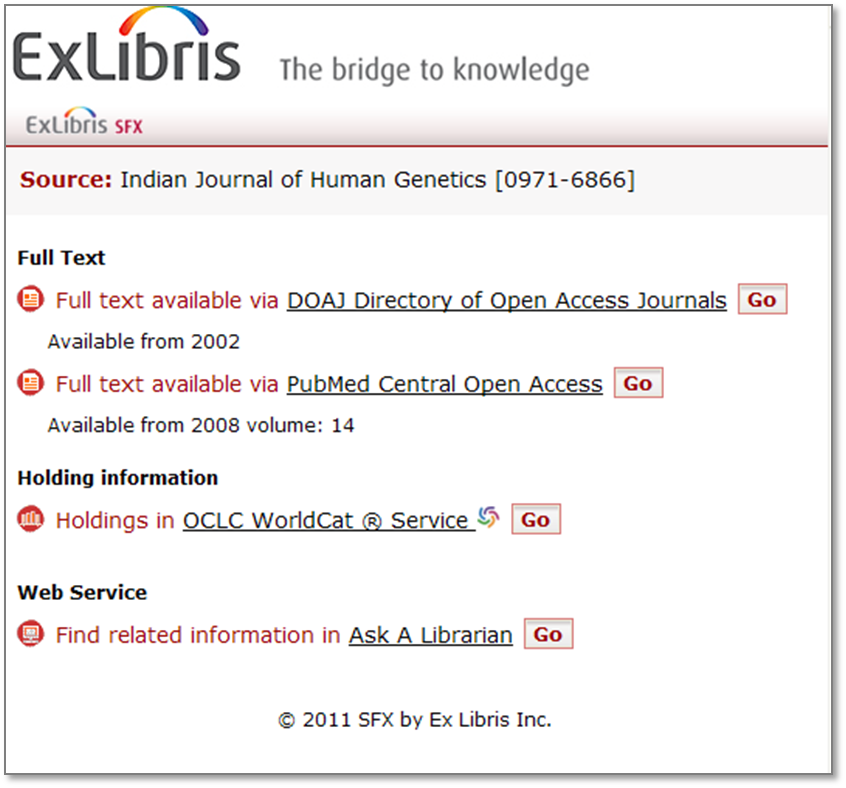 ExLibris The bridge to knowledge
ExLibris SFX
Source: Indian Journal of Human Genetics [0971-6866]
Full Text
Full text available via DOAJ Directory of Open Access Journals Go
Available from 2002
Full text available via PubMed Central Open Access Go
Available from 2008 volume: 14
Holding information
Holdings in OCLC WorldCat ® Service Go
Web Service
Find related information in Ask A Librarian Go
© 2011 SFX by Ex Libris Inc.